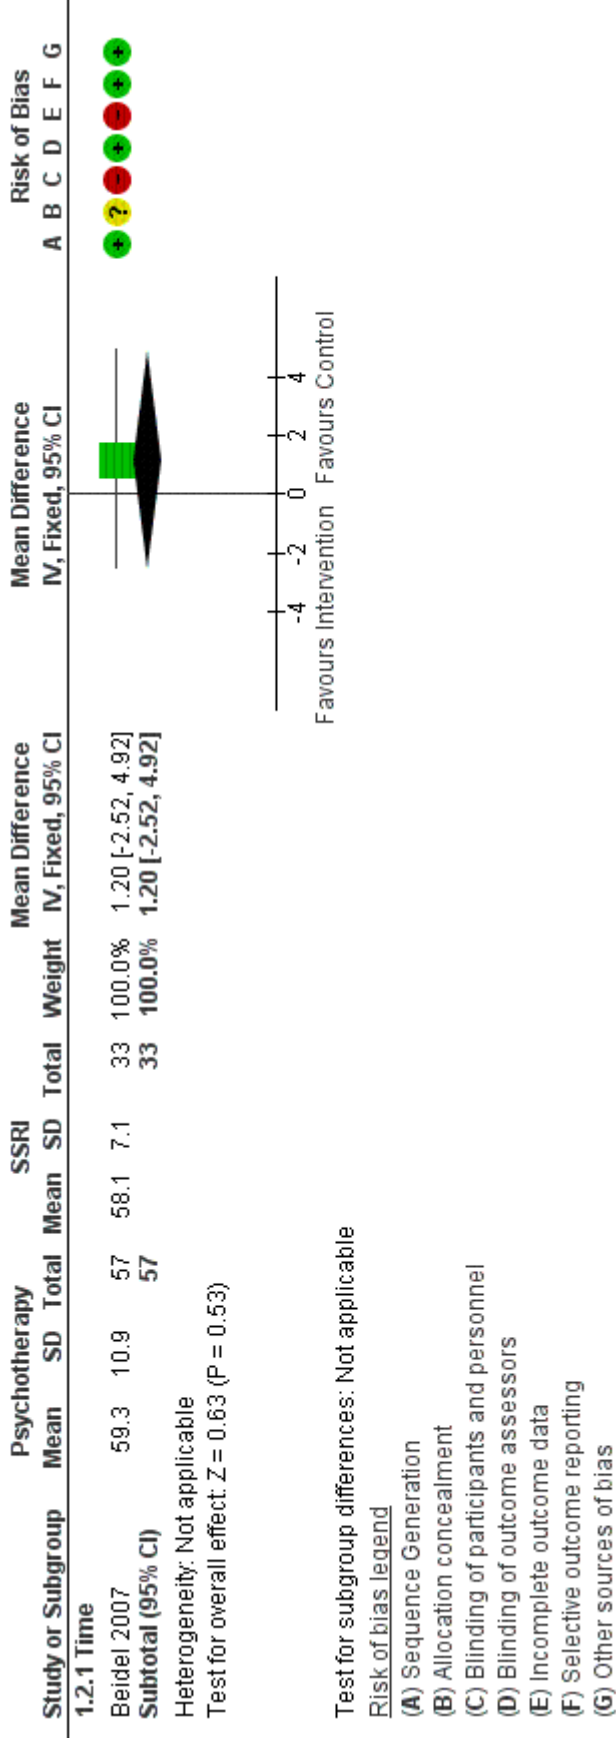 Psychotherapy SSRI Mean Difference Mean Difference Risk of Bias
Study or Subgroup Mean SD Total Mean SD Total Weight IV, Fixed, 95% CI IV, Fixed, 95% CI A B C D E F G
1.2.1 Time
Beidel 2007 59.3 10.9 57 58.1 7.1 33 100.0% 1.20 [-2.52, 4.92] + ? - + - + +
Subtotal (95% CI) 57 33 100.0% 1.20 [-2.52, 4.92]
Heterogeneity: Not applicable
Test for overall effect: Z = 0.63 (P = 0.53)
-4 -2 0 2 4
Favours Intervention Favours Control
Test for subgroup differences: Not applicable
Risk of bias legend
(A) Sequence Generation
(B) Allocation concealment
(C) Blinding of participants and personnel
(D) Blinding of outcome assessors
(E) Incomplete outcome data
(F) Selective outcome reporting
(G) Other sources of bias